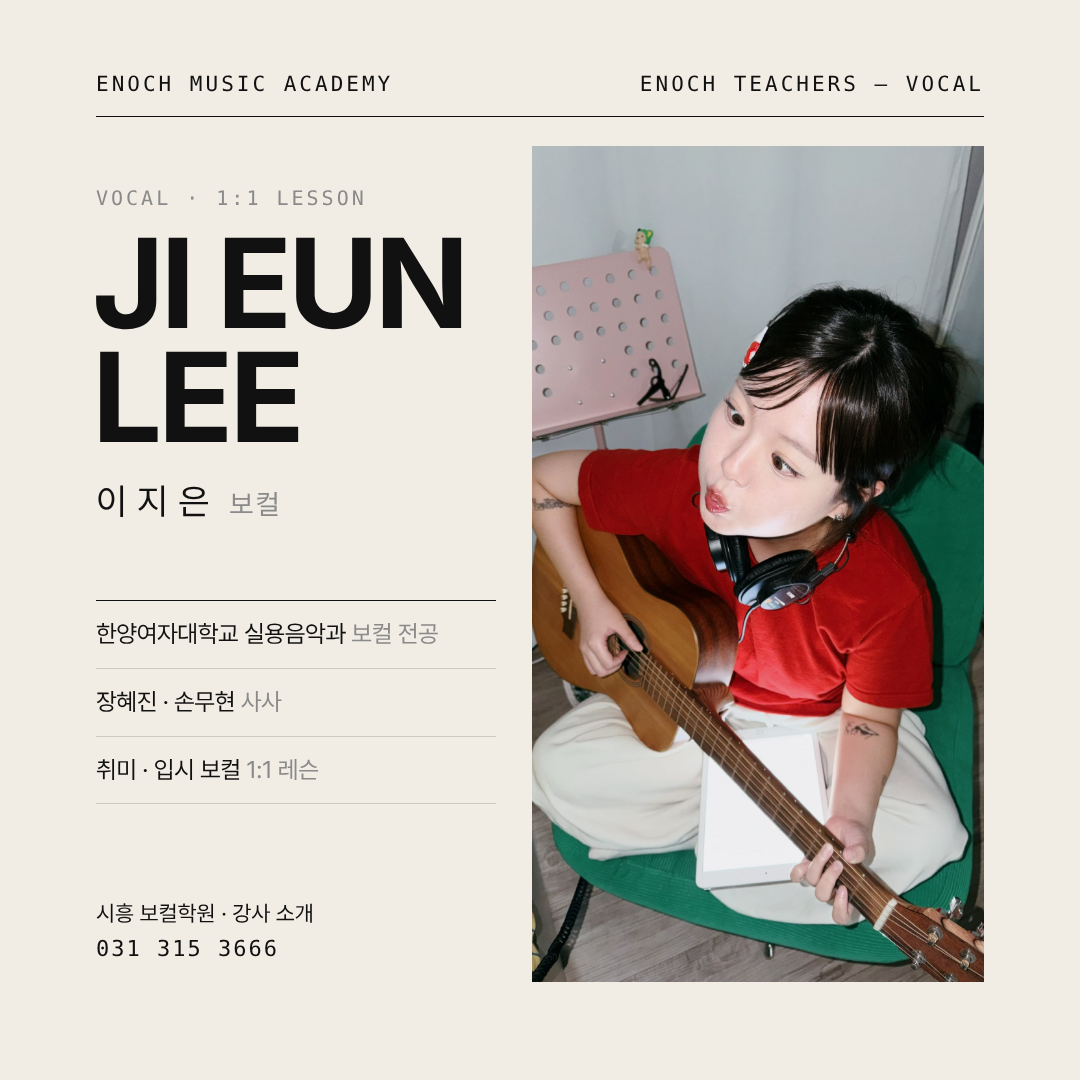 ENOCH MUSIC ACADEMY
ENOCH TEACHERS — VOCAL
VOCAL · 1:1 LESSON
JI EUN
LEE
이지은 보컬
한양여자대학교 실용음악과 보컬 전공
장혜진 · 손무현 사사
취미 · 입시 보컬 1:1 레슨
시흥 보컬학원 · 강사 소개
031 315 3666